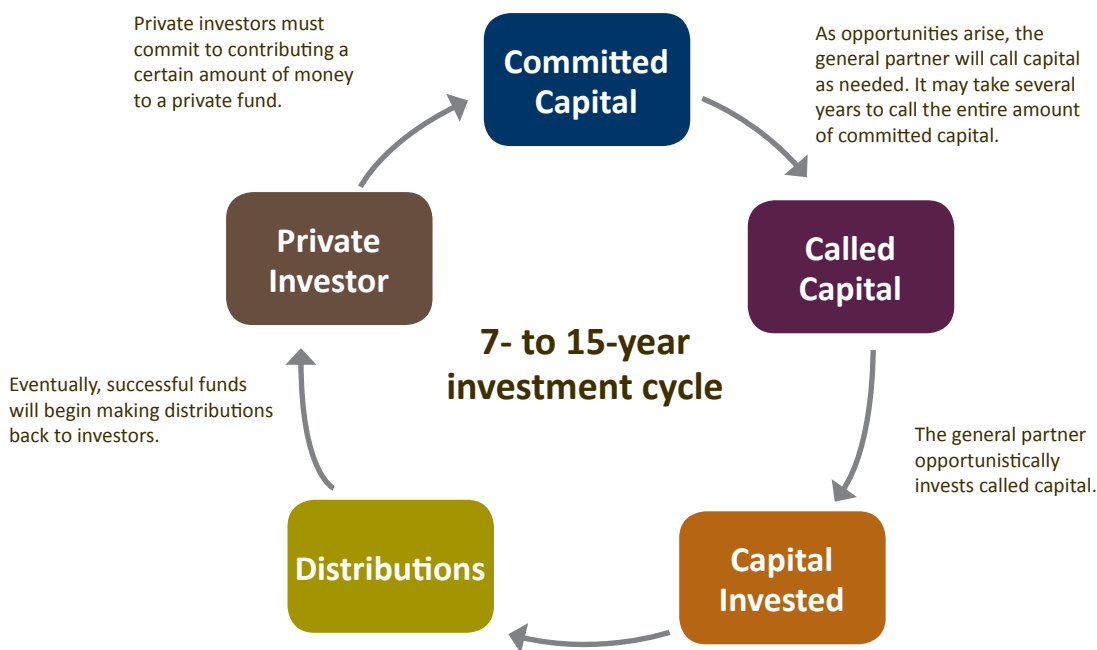 Private investors must
commit to contributing a
certain amount of money
to a private fund.
Committed
Capital
As opportunities arise, the
general partner will call capital
as needed. It may take several
years to call the entire amount
of committed capital.
Private
Investor
Called
Capital
7- to 15-year
investment cycle
Eventually, successful funds
will begin making distributions
back to investors.
The general partner
opportunistically
invests called capital.
Distributions
Capital
Invested